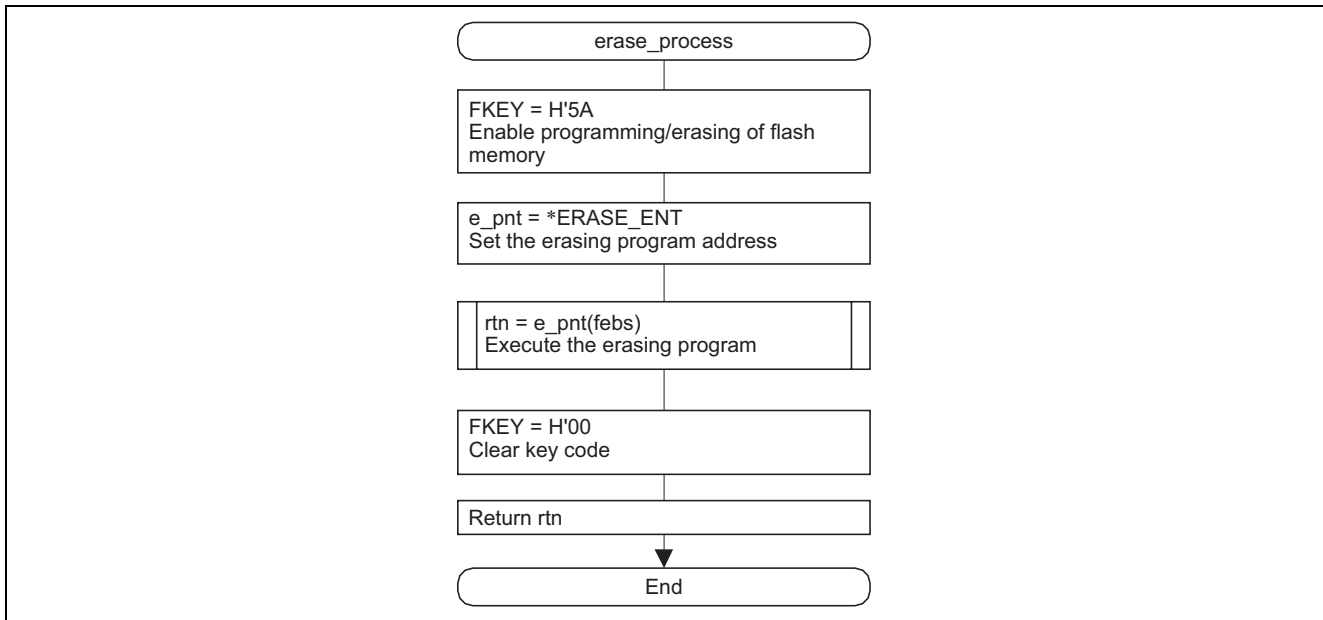 erase_process
FKEY = H'5A
Enable programming/erasing of flash
memory
e_pnt = *ERASE_ENT
Set the erasing program address
rtn = e_pnt(febs)
Execute the erasing program
FKEY = H'00
Clear key code
Return rtn
End